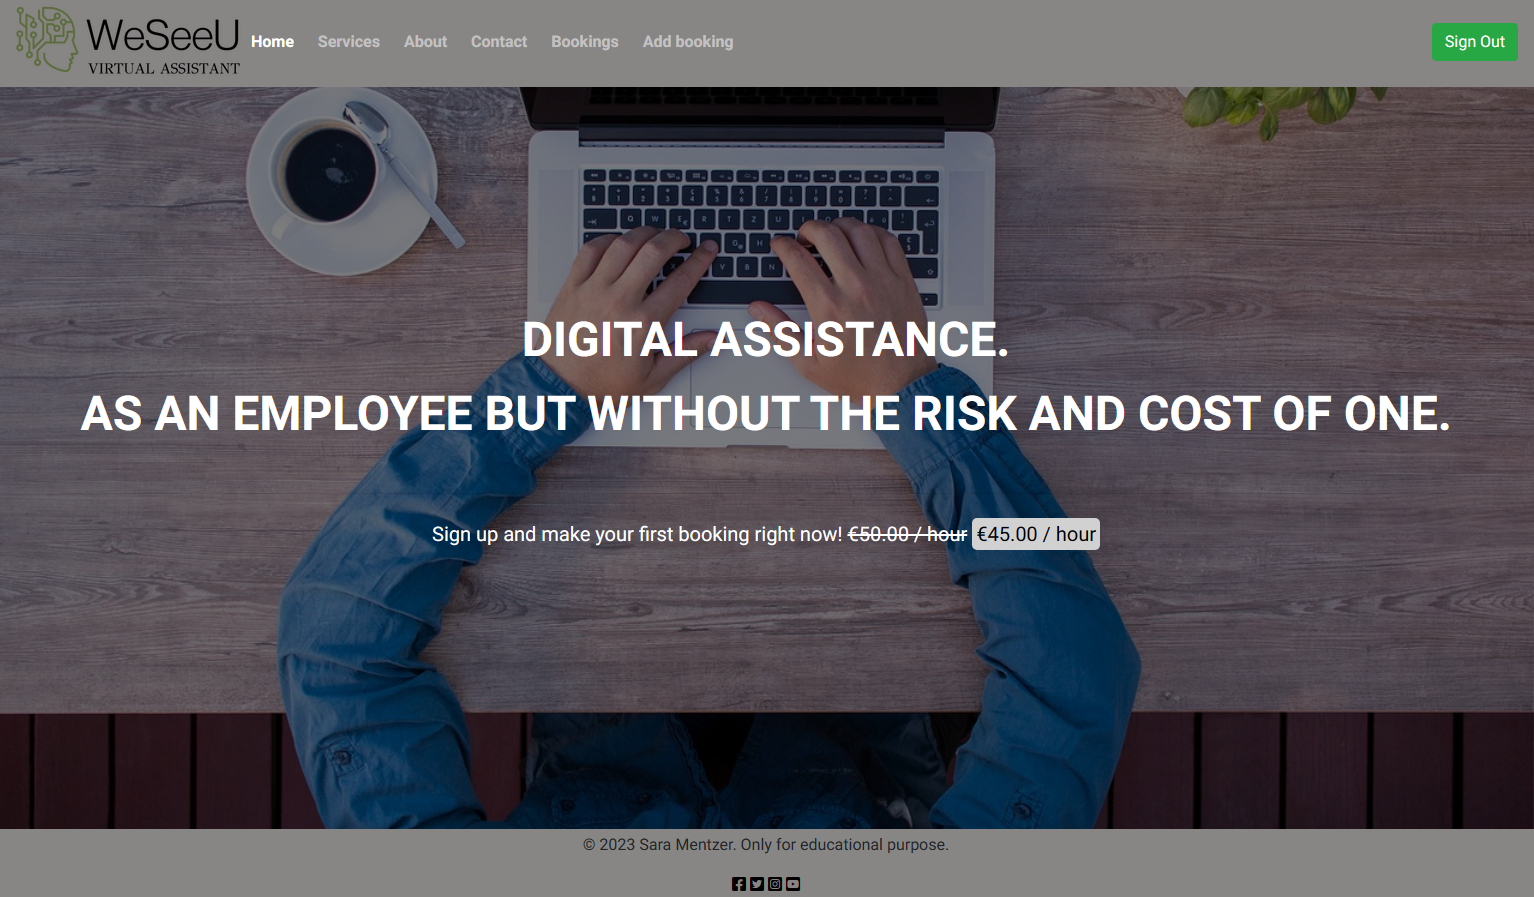 WeSeeU
VIRTUAL ASSISTANT
Home Services About Contact Bookings Add booking
Sign Out
DIGITAL ASSISTANCE.
AS AN EMPLOYEE BUT WITHOUT THE RISK AND COST OF ONE.
Sign up and make your first booking right now! €50.00 / hour €45.00 / hour
© 2023 Sara Mentzer. Only for educational purpose.